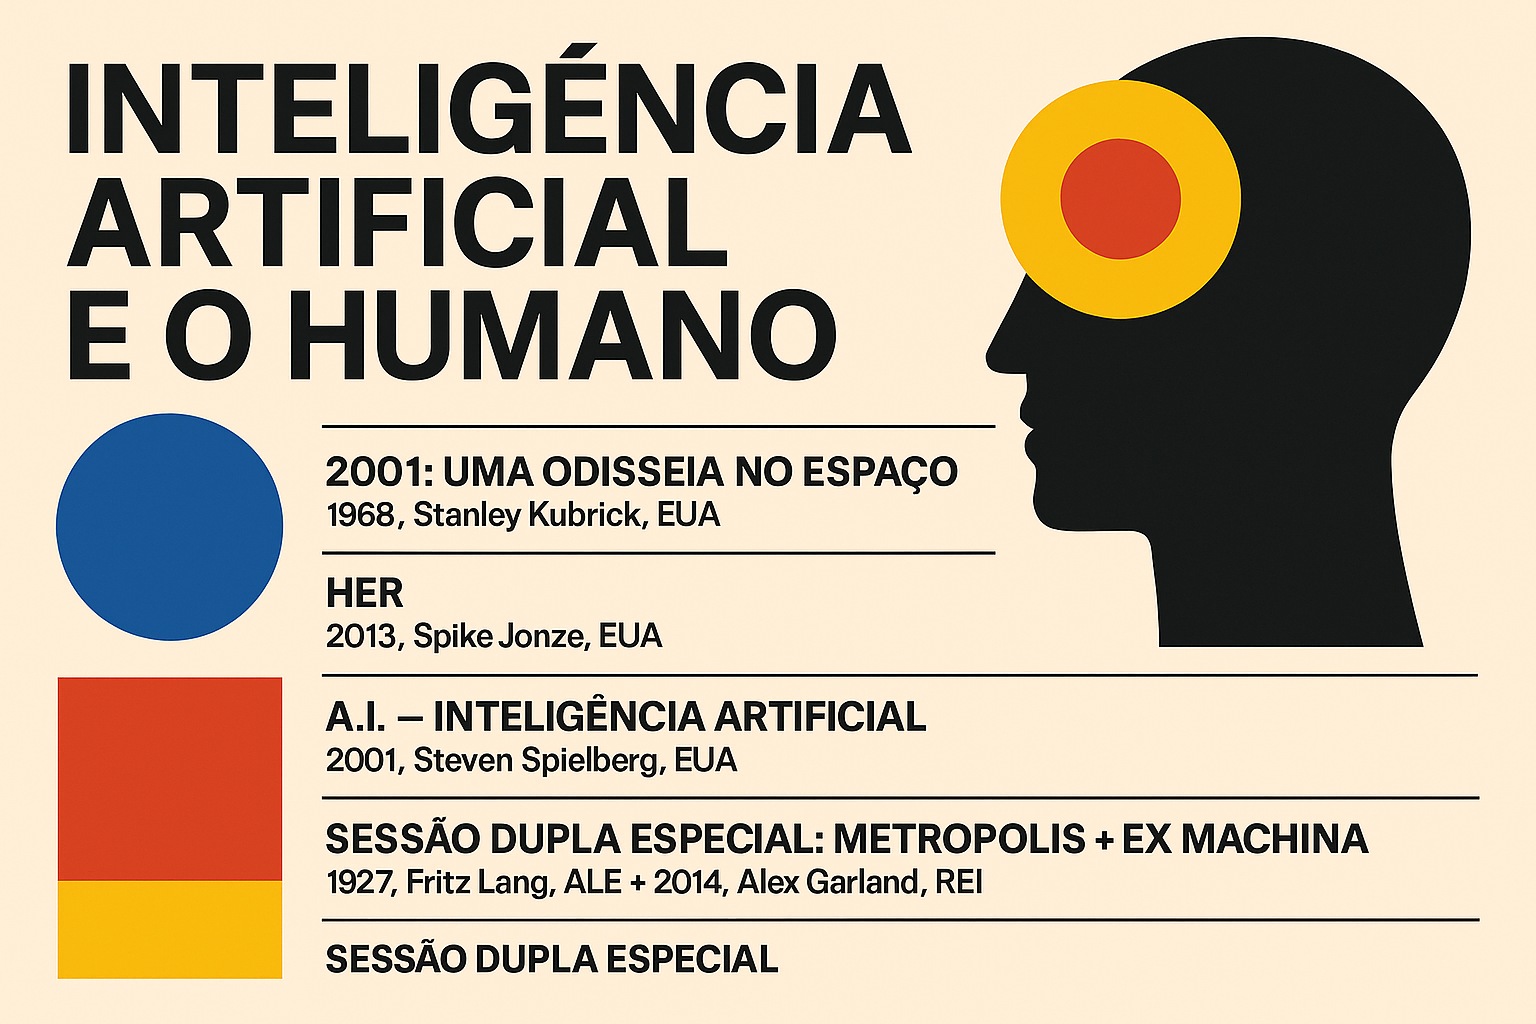 INTELIGÉNCIA
ARTIFICIAL
E O HUMANO
2001: UMA ODISSEIA NO ESPAÇO
1968, Stanley Kubrick, EUA
HER
2013, Spike Jonze, EUA
A.I. – INTELIGÊNCIA ARTIFICIAL
2001, Steven Spielberg, EUA
SESSÃO DUPLA ESPECIAL: METROPOLIS + EX MACHINA
1927, Fritz Lang, ALE + 2014, Alex Garland, REI
SESSÃO DUPLA ESPECIAL